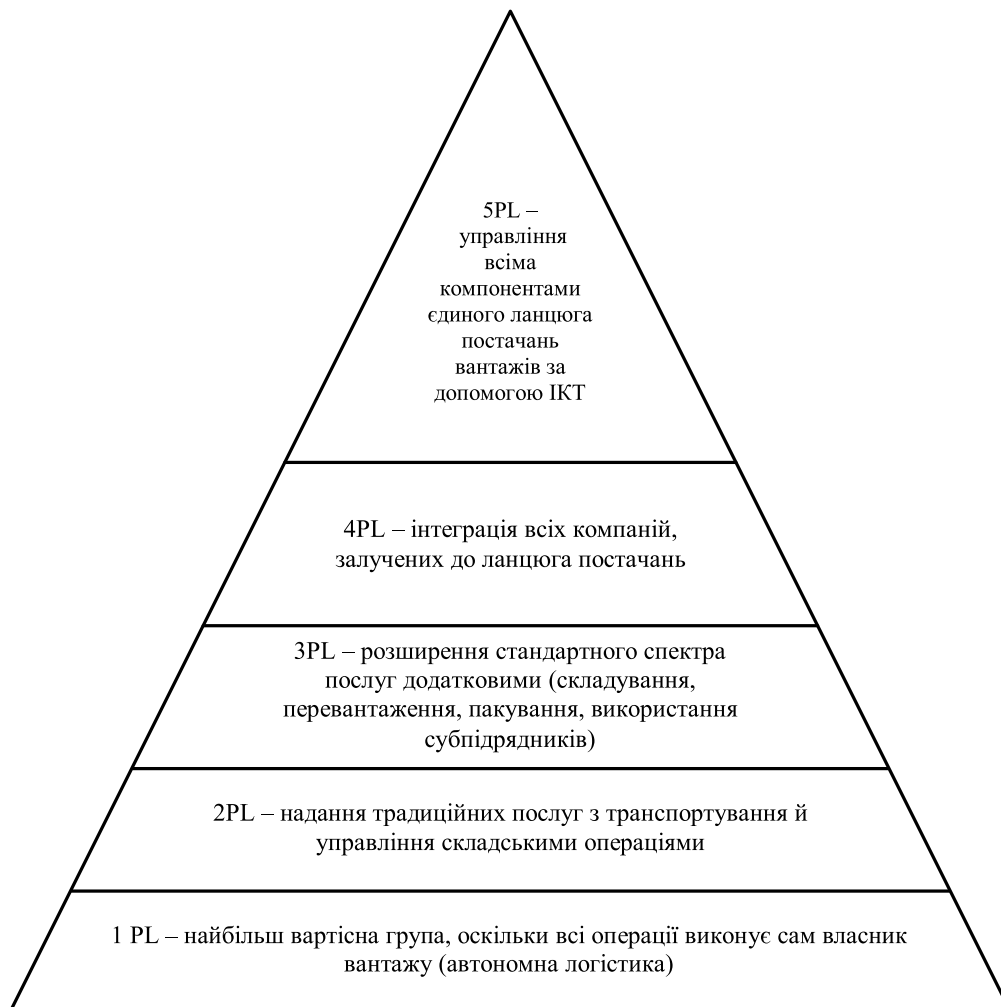 5PL –
управління
всіма
компонентами
єдиного ланцюга
постачань
вантажів за
допомогою ІКТ
4PL – інтеграція всіх компаній,
залучених до ланцюга постачань
3PL – розширення стандартного спектра
послуг додатковими (складування,
перевантаження, пакування, використання
субпідрядників)
2PL – надання традиційних послуг з транспортування й
управління складськими операціями
1 PL – найбільш вартісна група, оскільки всі операції виконує сам власник
вантажу (автономна логістика)